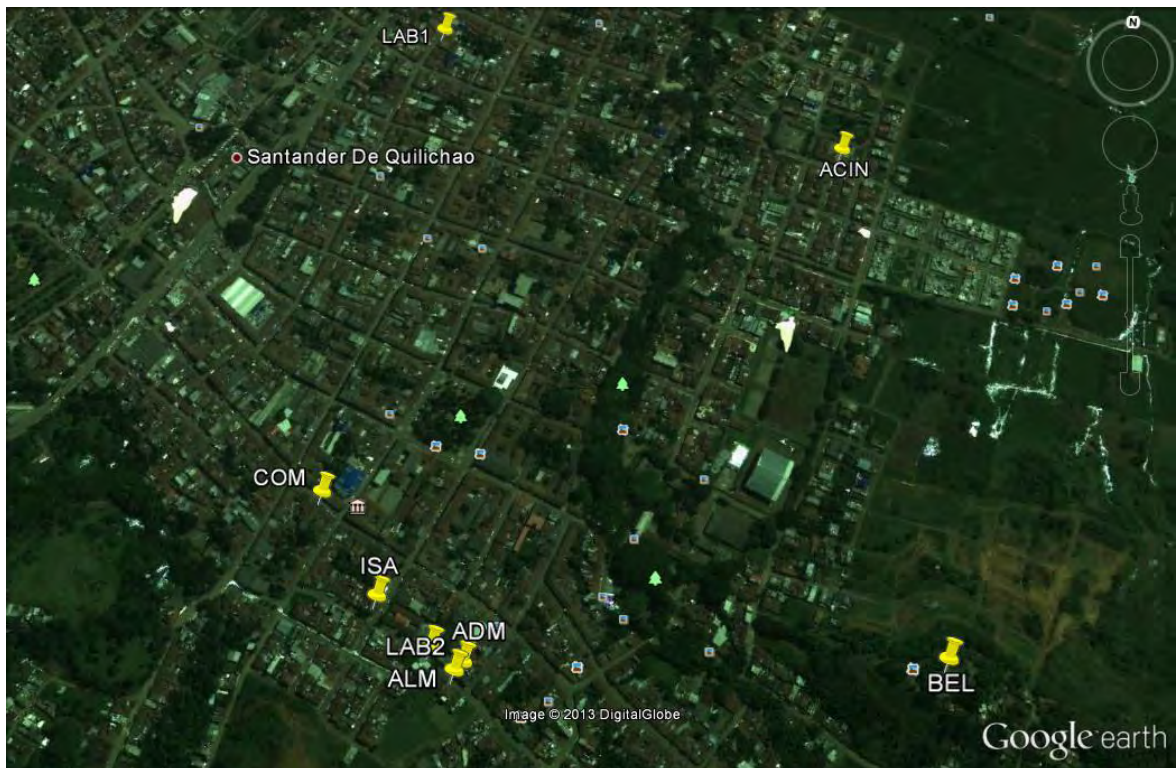 LAB1
N
Santander De Quilichao
ACIN
COM
ISA
LAB2
ADM
ALM
BEL
Image © 2013 DigitalGlobe
Google earth